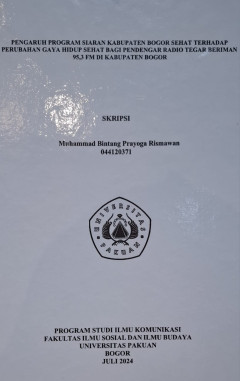 PENGARUH PROGRAM SIARAN KABUPATEN BOGOR SEHAT TERHADAP
PERUBAHAN GAYA HIDUP SEHAT BAGI PENDENGAR RADIO TEGAR BERIMAN
95,3 FM DI KABUPATEN BOGOR
SKRIPSI
Muhammad Bintang Prayoga Rismawan
044120371
UNIVERSITAS
PAKUAN
PROGRAM STUDI ILMU KOMUNIKASI
FAKULTAS ILMU SOSIAL DAN ILMU BUDAYA
UNIVERSITAS PAKUAN
BOGOR
JULI 2024